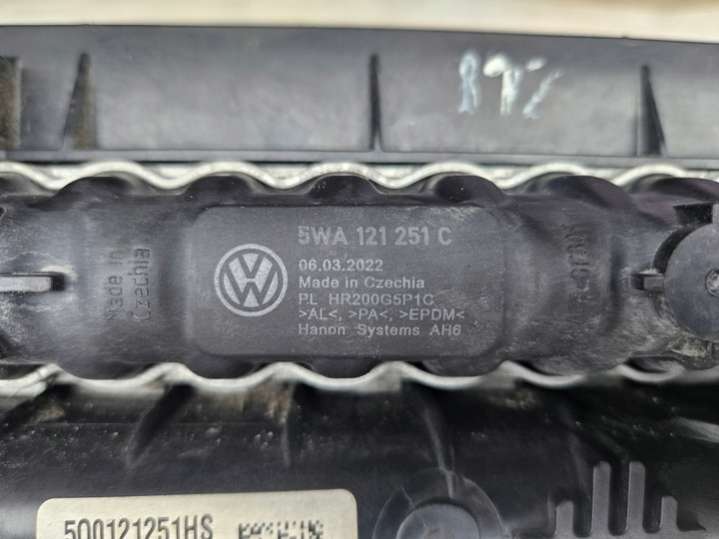 5WA 121 251 C
06.03.2022
Made in Czechia
P.L HR200G5P1C
>AL<, >PA<, >EPDM<
Hanon Systems AH6
Made in
Czechia
5Q0121251HS